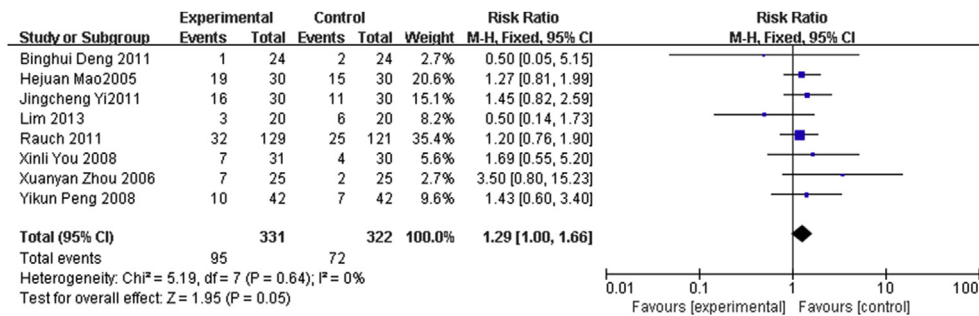 Experimental Control Risk Ratio Risk Ratio
Study or Subgroup Events Total Events Total Weight M-H, Fixed, 95% CI M-H, Fixed, 95% CI
Binghui Deng 2011 1 24 2 24 2.7% 0.50 [0.05, 5.15]
Hejuan Mao2005 19 30 15 30 20.6% 1.27 [0.81, 1.99]
Jingcheng Yi2011 16 30 11 30 15.1% 1.45 [0.82, 2.59]
Lim 2013 3 20 6 20 8.2% 0.50 [0.14, 1.73]
Rauch 2011 32 129 25 121 35.4% 1.20 [0.76, 1.90]
Xinli You 2008 7 31 4 30 5.6% 1.69 [0.55, 5.20]
Xuanyan Zhou 2006 7 25 2 25 2.7% 3.50 [0.80, 15.23]
Yikun Peng 2008 10 42 7 42 9.6% 1.43 [0.60, 3.40]
Total (95% CI) 331 322 100.0% 1.29 [1.00, 1.66]
Total events 95 72
Heterogeneity: Chi² = 5.19, df = 7 (P = 0.64); I² = 0%
Test for overall effect: Z = 1.95 (P = 0.05)
0.01 0.1 1 10 100
Favours [experimental] Favours [control]